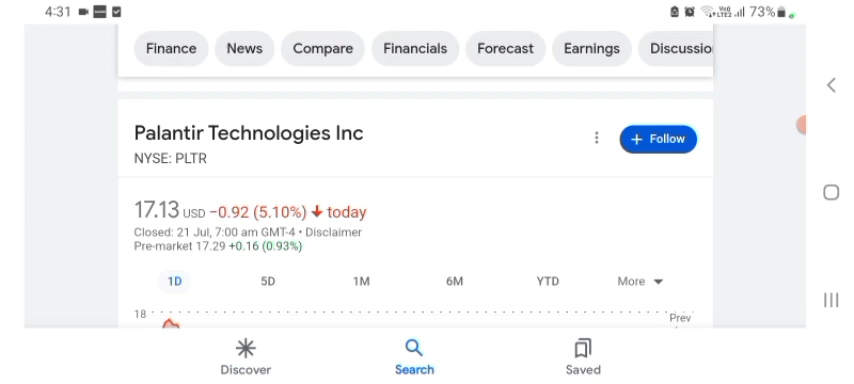 4:31
73%
Finance News Compare Financials Forecast Earnings Discussio
Palantir Technologies Inc
+ Follow
NYSE: PLTR
17.13 USD −0.92 (5.10%) ↓ today
Closed: 21 Jul, 7:00 am GMT-4 • Disclaimer
Pre-market 17.29 +0.16 (0.93%)
1D 5D 1M 6M YTD More
18
Prev
Discover Search Saved